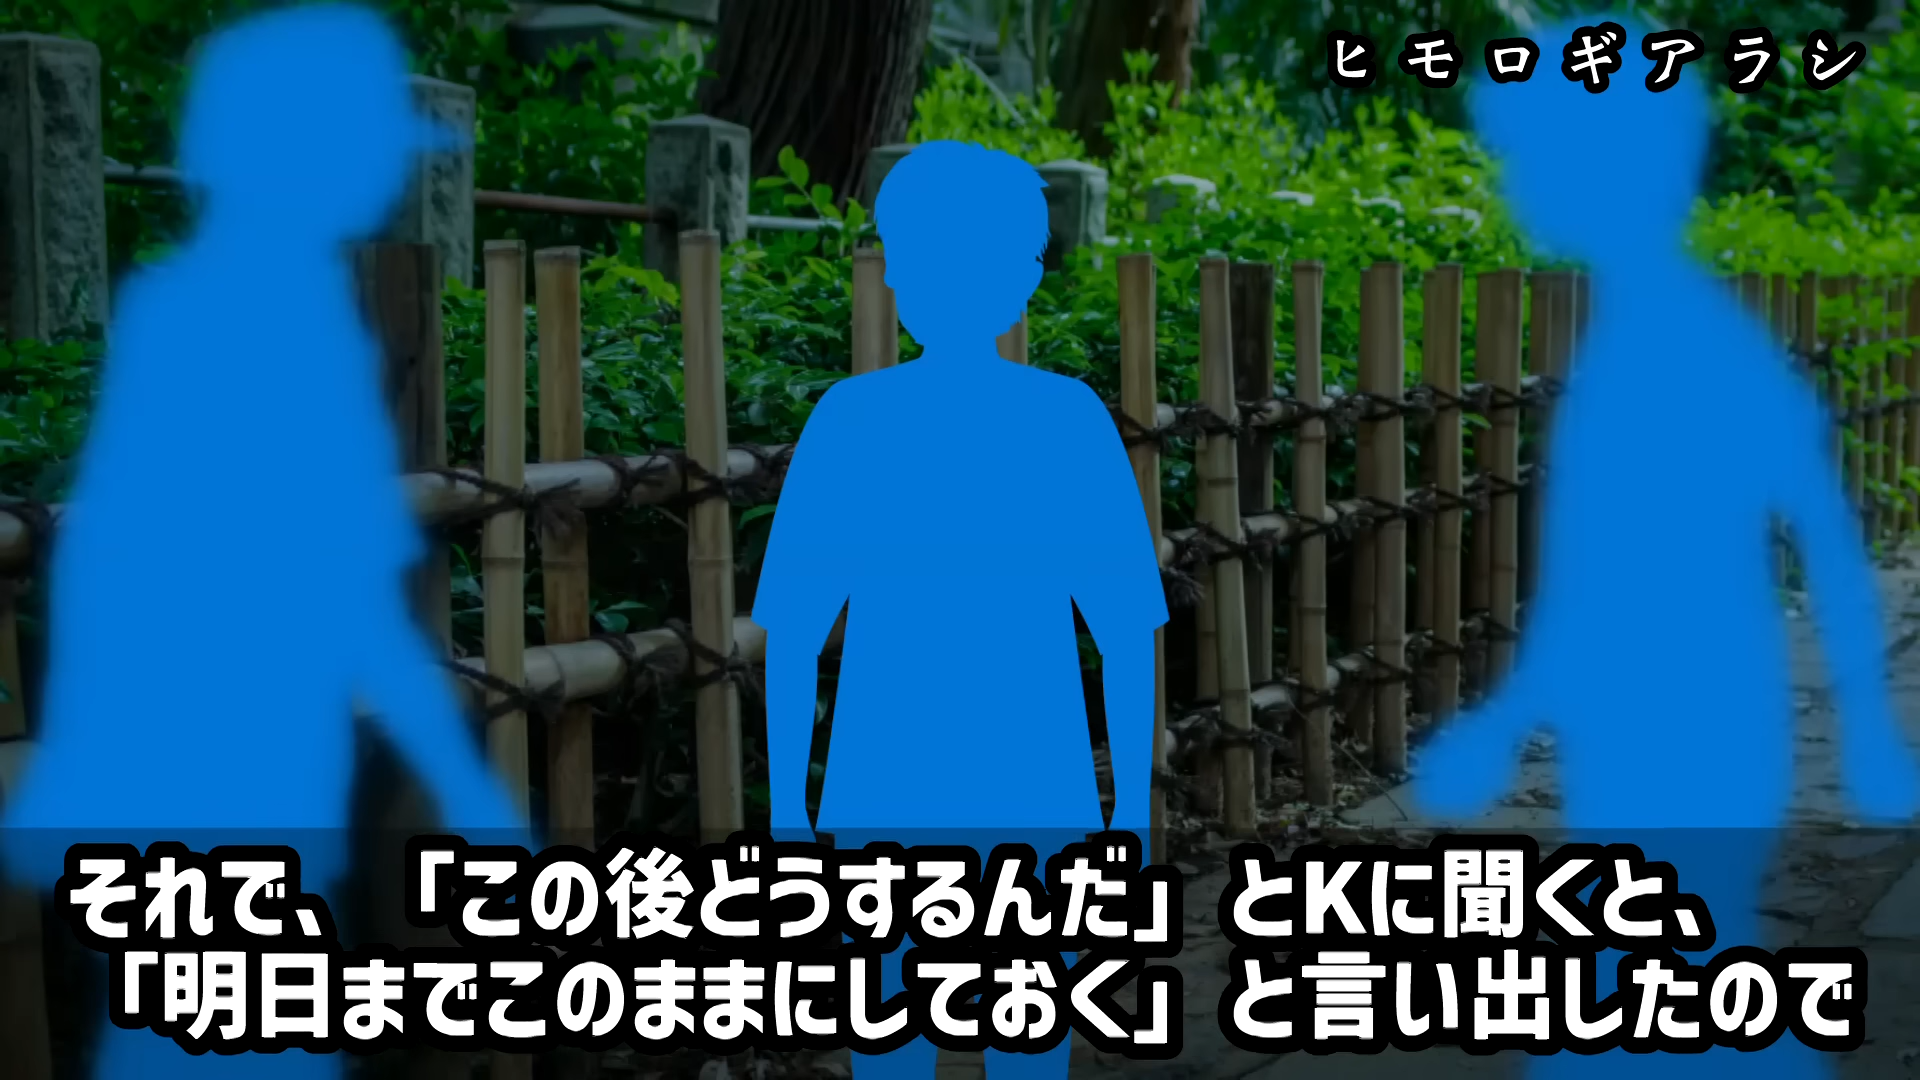 ヒモロギアラシ
それで、「この後どうするんだ」とKに聞くと、
「明日までこのままにしておく」と言い出したので